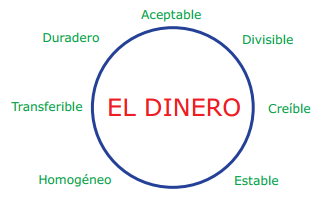 Aceptable
Duradero
Divisible
Transferible
EL DINERO
Creíble
Homogéneo
Estable